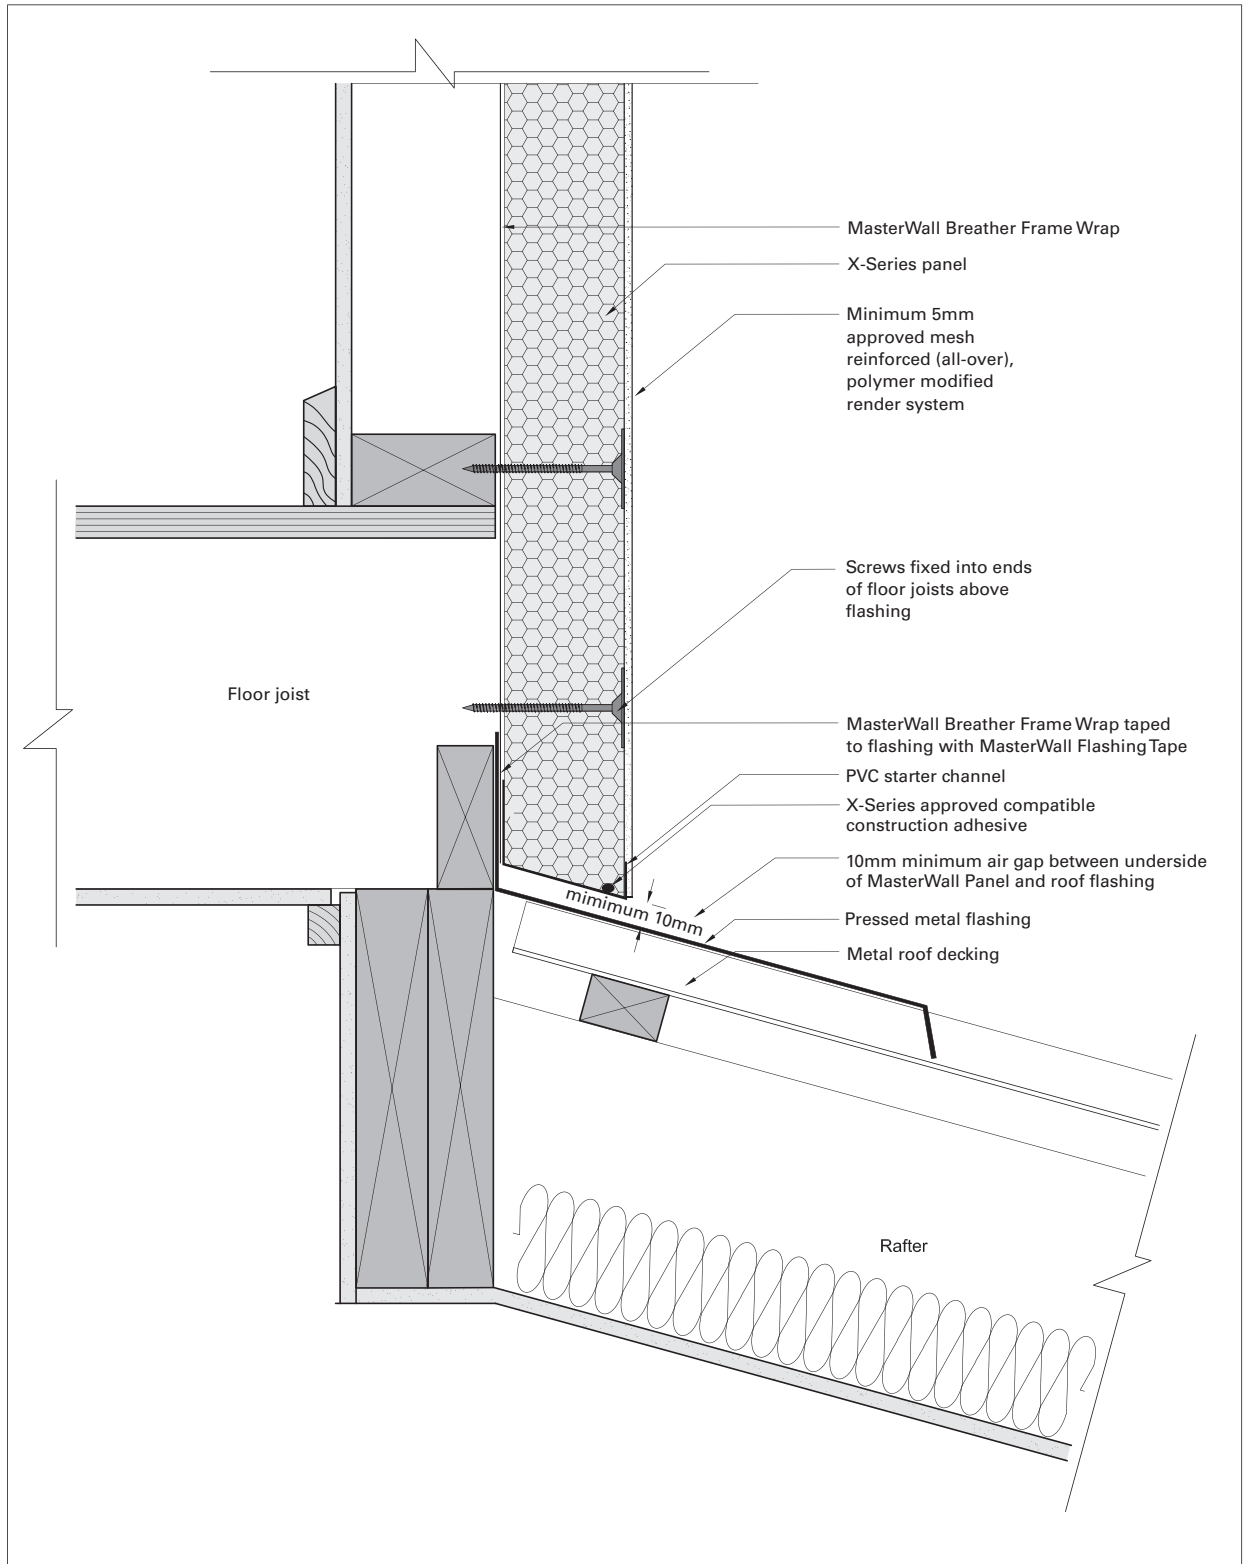 MasterWall Breather Frame Wrap
X-Series panel
Minimum 5mm
approved mesh
reinforced (all-over),
polymer modified
render system
Screws fixed into ends
of floor joists above
flashing
Floor joist
MasterWall Breather Frame Wrap taped
to flashing with MasterWall Flashing Tape
PVC starter channel
X-Series approved compatible
construction adhesive
10mm minimum air gap between underside
of MasterWall Panel and roof flashing
mimimum 10mm
Pressed metal flashing
Metal roof decking
Rafter